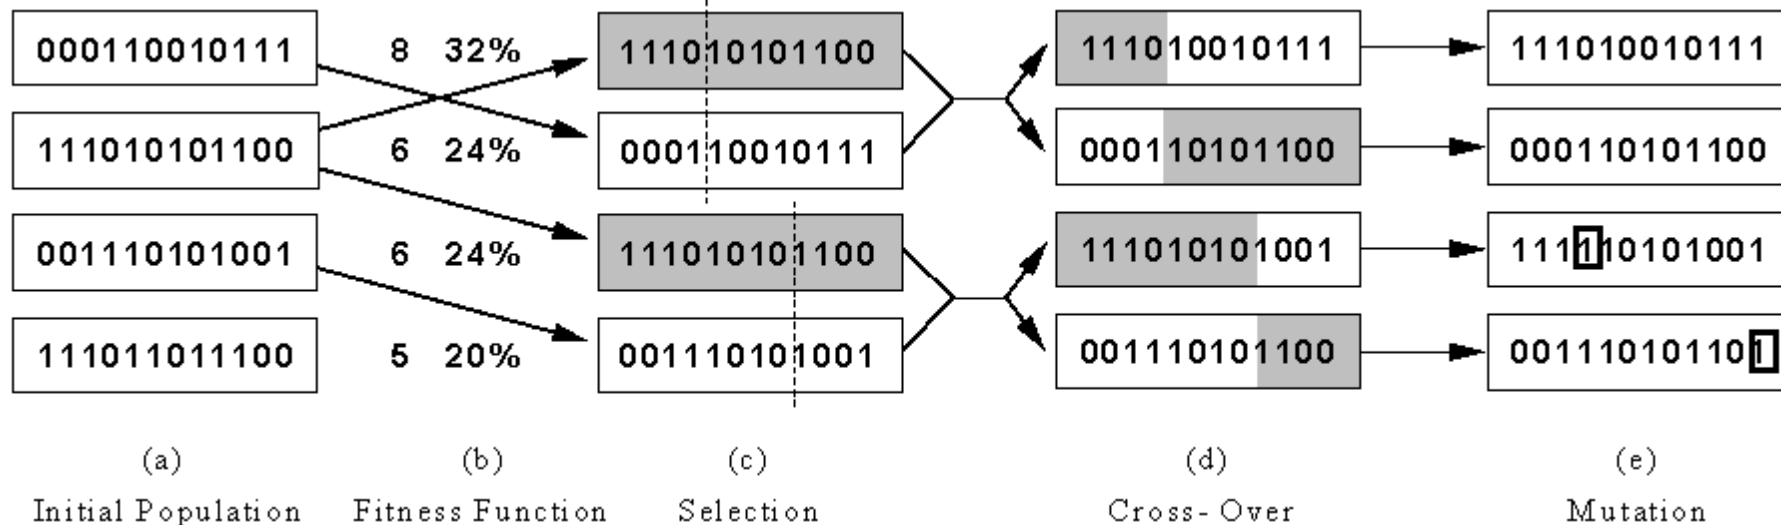 000110010111 8 32% 111010101100 111010010111 111010010111
111010101100 6 24% 000110010111 000110101100 000110101100
001110101001 6 24% 111010101100 111010101001 111110101001
111011011100 5 20% 001110101001 001110101100 001110101101
(a) (b) (c) (d) (e)
Initial Population Fitness Function Selection Cross-Over Mutation